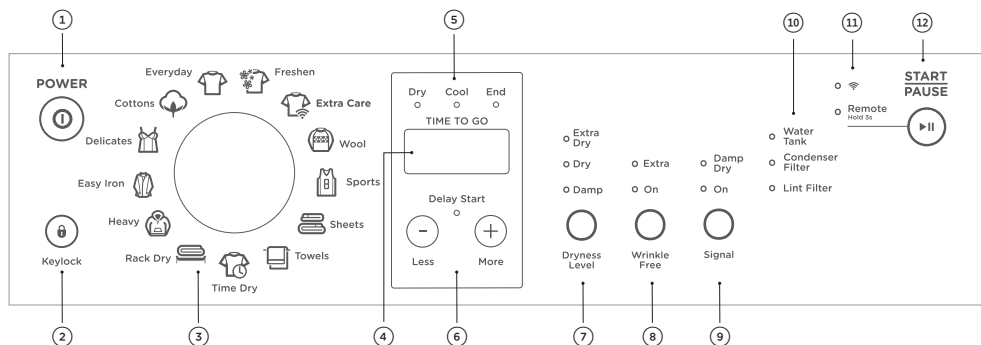 1
5
10
11
12
POWER
Everyday
Freshen
Cottons
Extra Care
Delicates
Wool
Easy Iron
Sports
Heavy
Sheets
Rack Dry
Towels
Time Dry
Keylock
Dry Cool End
TIME TO GO
Delay Start
Less More
Extra
Dry
Dry
Damp
Dryness
Level
Extra
On
Wrinkle
Free
Damp
Dry
On
Signal
Water
Tank
Condenser
Filter
Lint Filter
Remote
Hold 3s
START
PAUSE
2
3
4
6
7
8
9